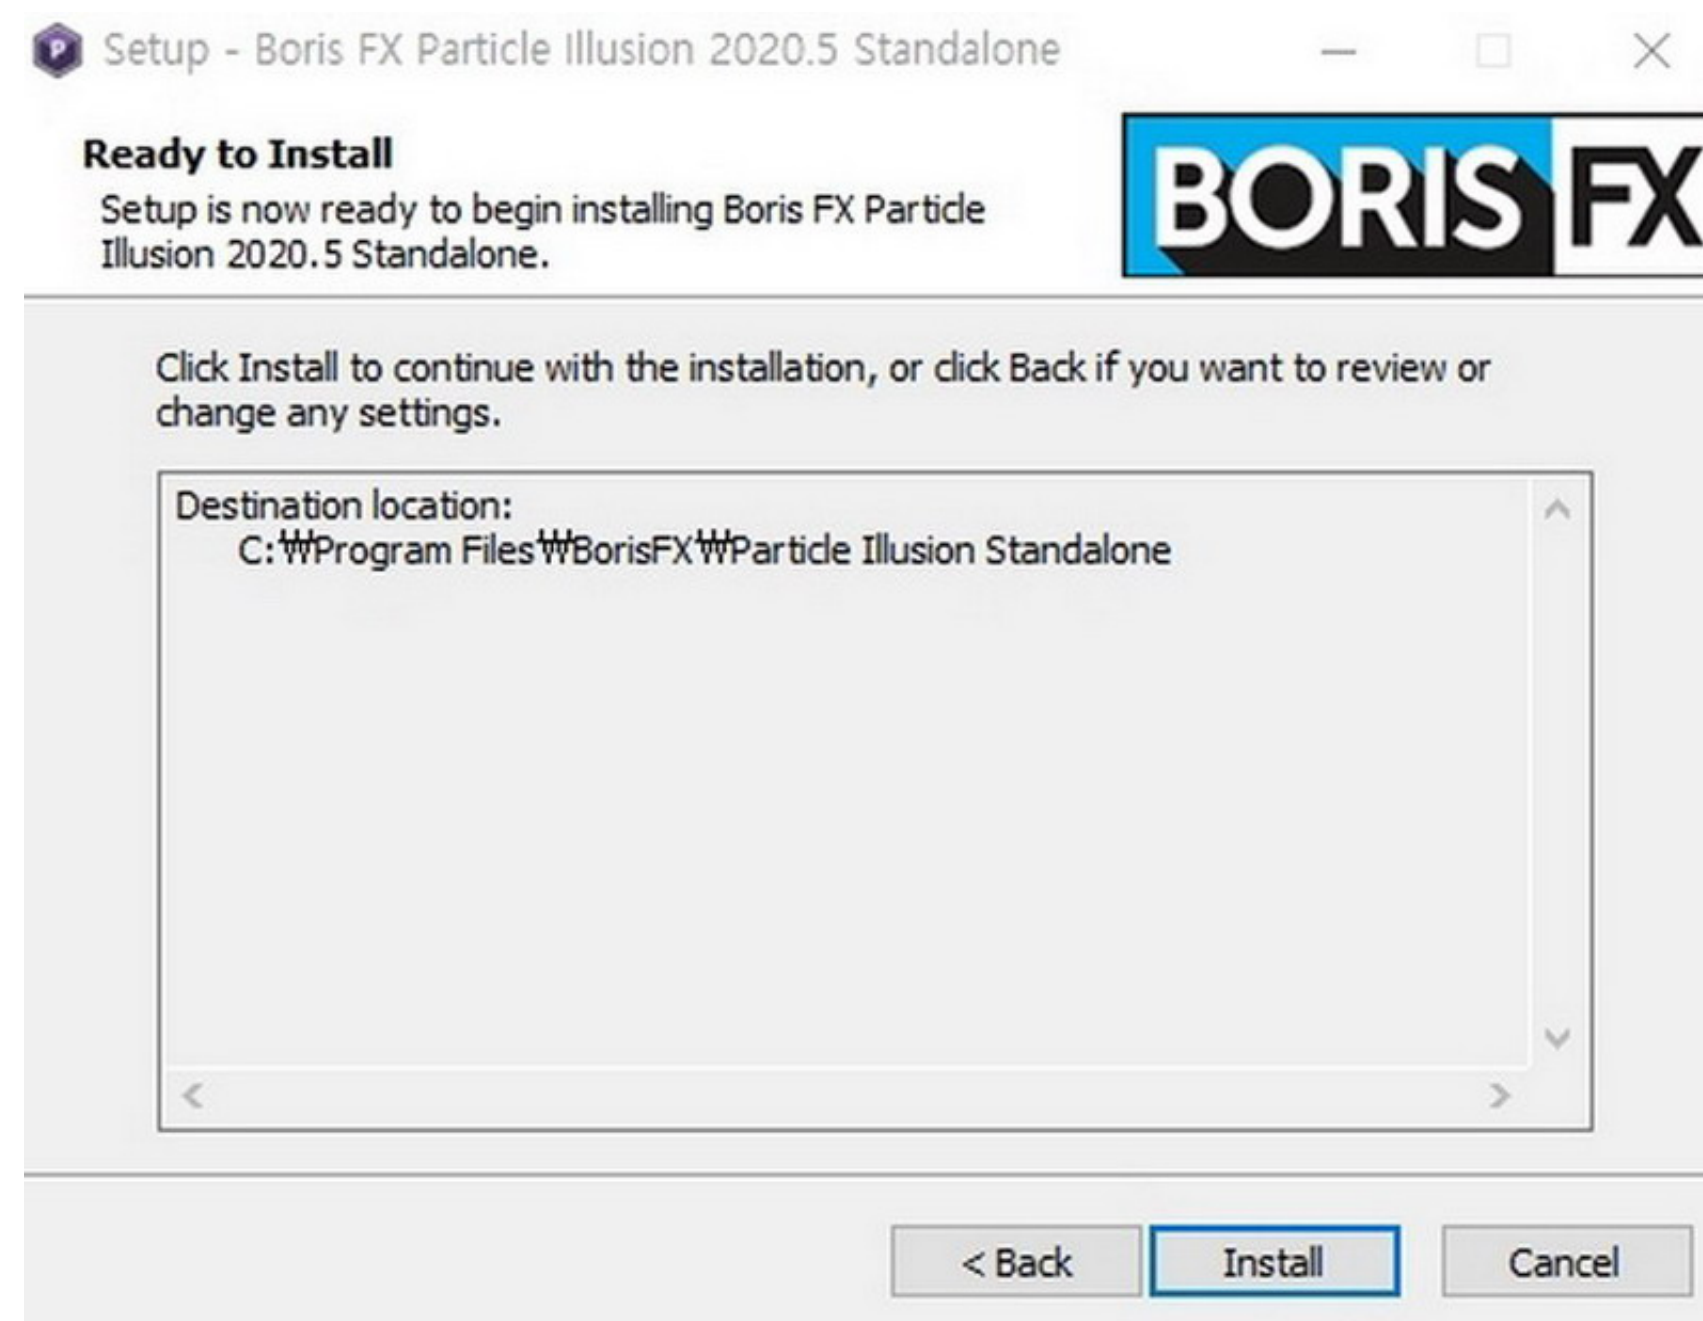 Setup - Boris FX Particle Illusion 2020.5 Standalone
Ready to Install
Setup is now ready to begin installing Boris FX Particle
Illusion 2020.5 Standalone.
BORIS FX
Click Install to continue with the installation, or click Back if you want to review or
change any settings.
Destination location:
C:₩Program Files₩BorisFX₩Particle Illusion Standalone
< Back
Install
Cancel